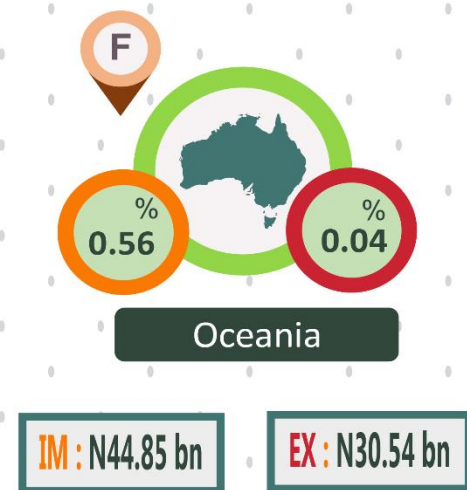 F
%
0.56
%
0.04
Oceania
IM : N44.85 bn
EX : N30.54 bn